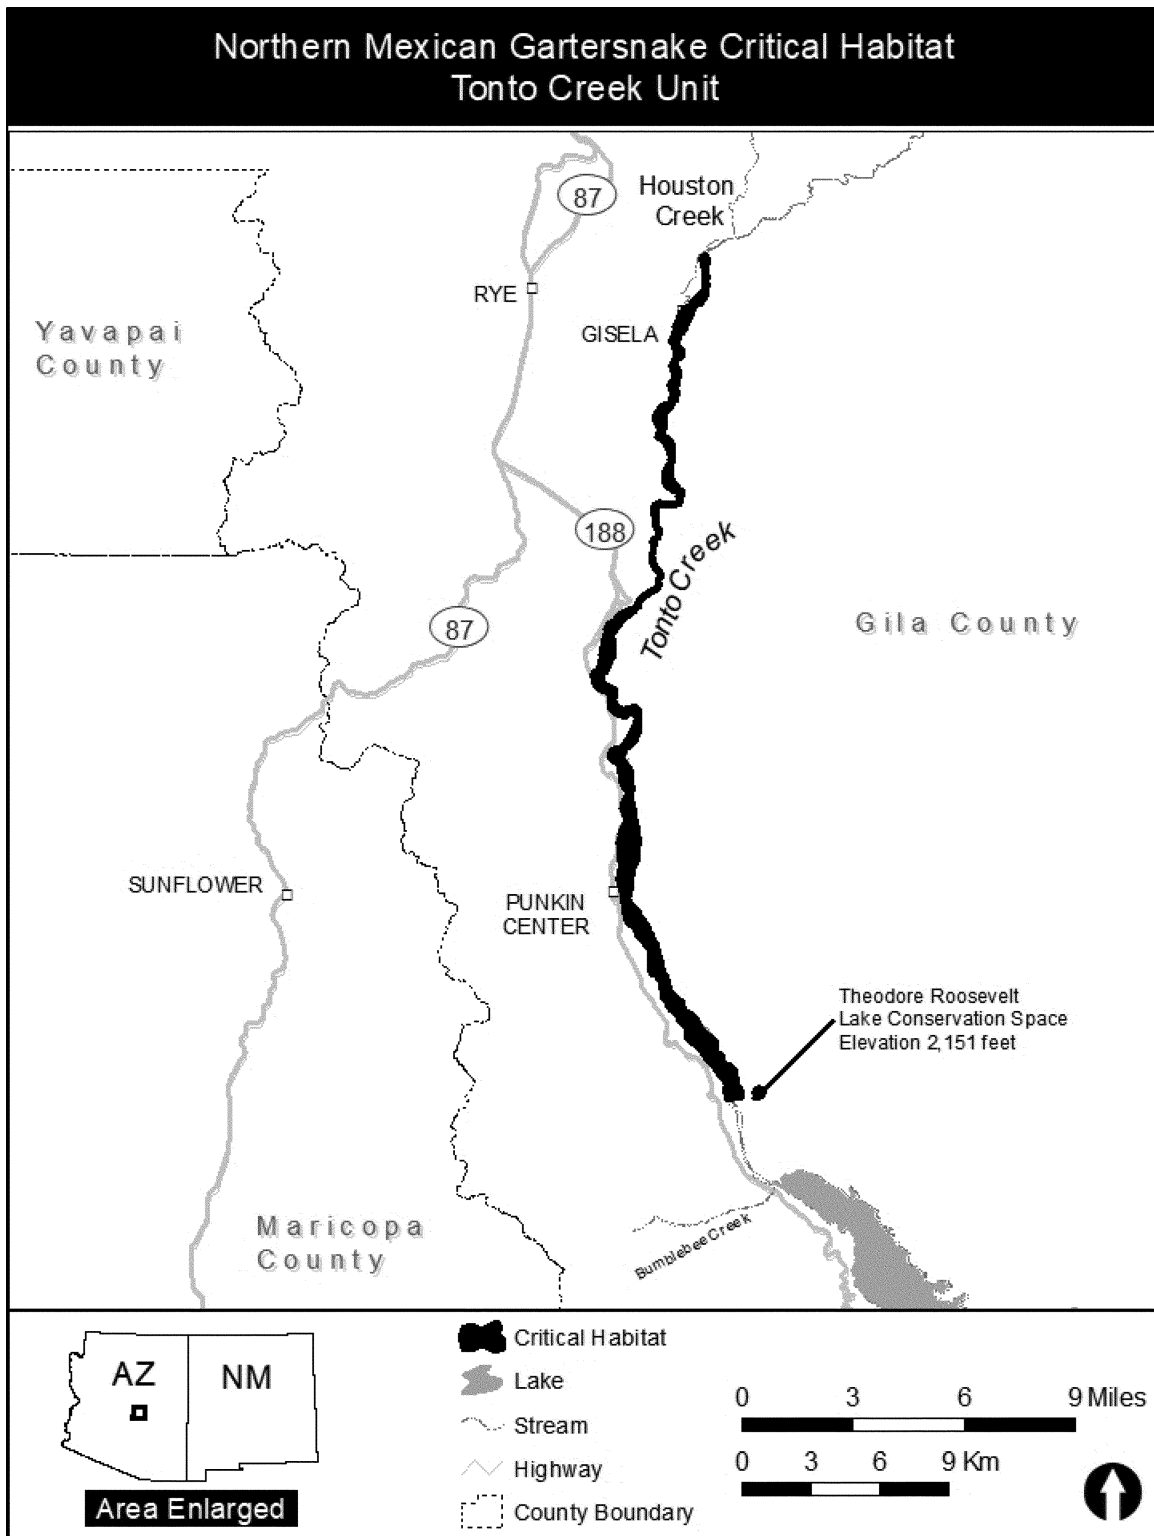 Northern Mexican Gartersnake Critical Habitat
Tonto Creek Unit
87
Houston
Creek
RYE
GISELA
Yavapai
County
188
Tonto Creek
87
Gila County
SUNFLOWER
PUNKIN
CENTER
Theodore Roosevelt
Lake Conservation Space
Elevation 2,151 feet
Bumblebee Creek
Maricopa
County
AZ
NM
Area Enlarged
Critical Habitat
Lake
Stream
Highway
County Boundary
0 3 6 9 Miles
0 3 6 9 Km